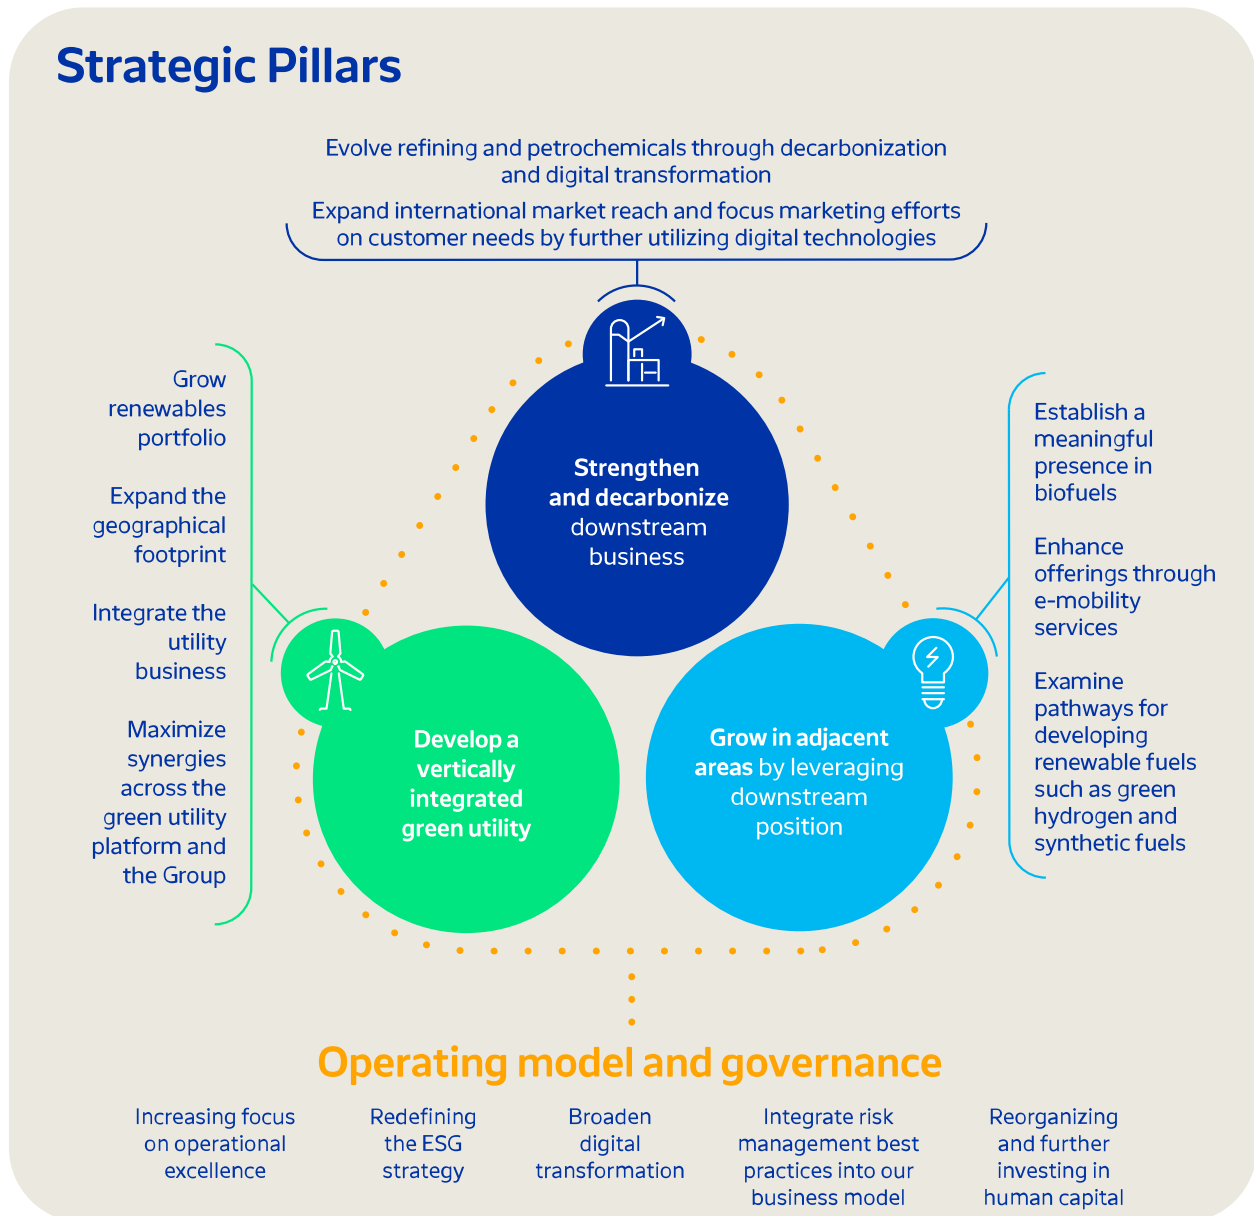 Strategic Pillars
Evolve refining and petrochemicals through decarbonization
and digital transformation
Expand international market reach and focus marketing efforts
on customer needs by further utilizing digital technologies
Strengthen
and decarbonize
downstream
business
Grow
renewables
portfolio
Expand the
geographical
footprint
Integrate the
utility
business
Maximize
synergies
across the
green utility
platform and
the Group
Develop a
vertically
integrated
green utility
Grow in adjacent
areas by leveraging
downstream
position
Establish a
meaningful
presence in
biofuels
Enhance
offerings through
e-mobility
services
Examine
pathways for
developing
renewable fuels
such as green
hydrogen and
synthetic fuels
Operating model and governance
Increasing focus
on operational
excellence
Redefining
the ESG
strategy
Broaden
digital
transformation
Integrate risk
management best
practices into our
business model
Reorganizing
and further
investing in
human capital